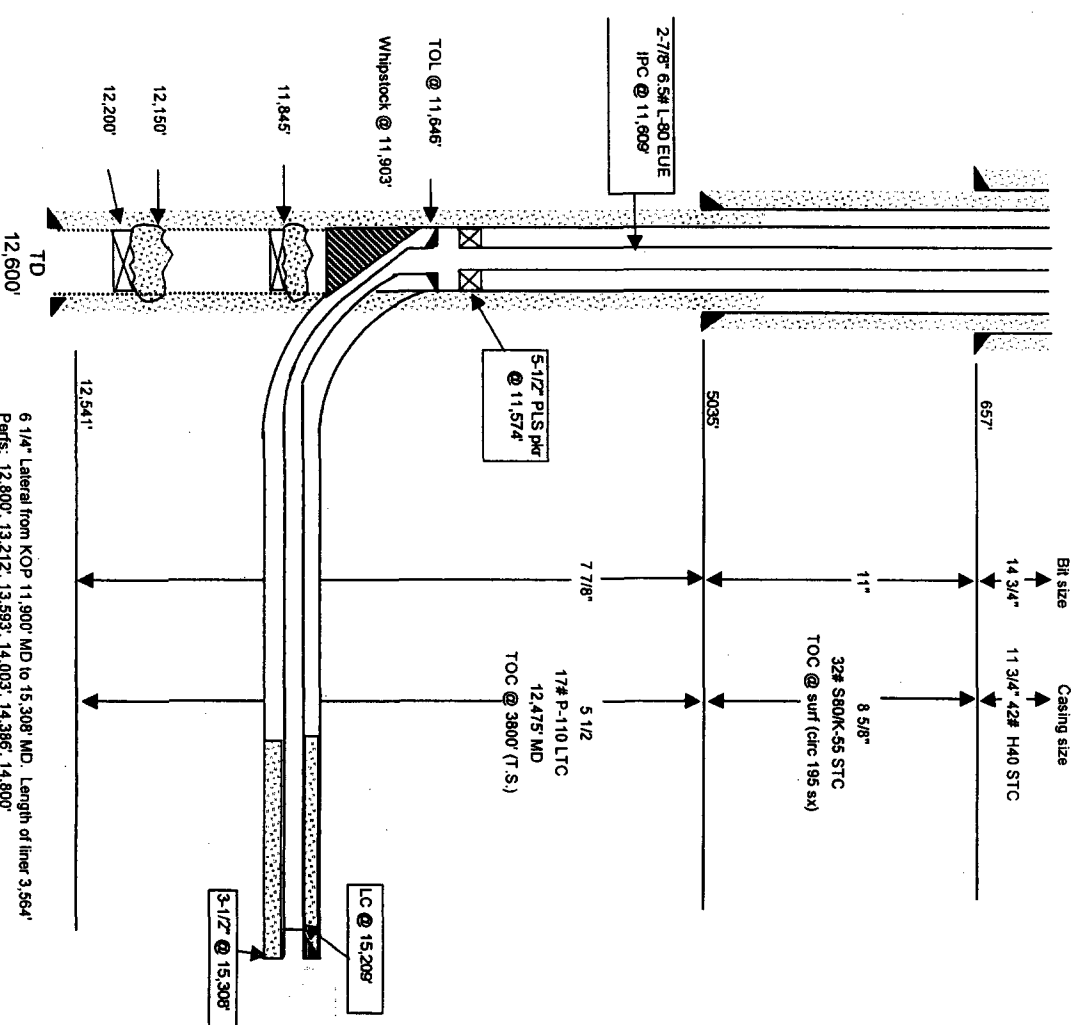 Bit size
Casing size
14 3/4"
11 3/4" 42# H40 STC
657'
11"
8 5/8"
32# S80/K-55 STC
TOC @ surf (circ 195 sx)
5035'
2-7/8" 6.5# L-80 EUE
IPC @ 11,609'
7 7/8"
5 1/2
17# P-110 LTC
12,475' MD
TOC @ 3800' (T.S.)
5-1/2" PLS pkr
@ 11,574'
TOL @ 11,646'
Whipstock @ 11,903'
11,845'
12,150'
12,200'
LC @ 15,209'
3-1/2" @ 15,308'
12,541'
TD
12,600'
6 1/4" Lateral from KOP 11,900' MD to 15,308' MD. Length of liner 3,564'
Perfs: 12,800', 13,212', 13,593', 14,003', 14,386', 14,800'